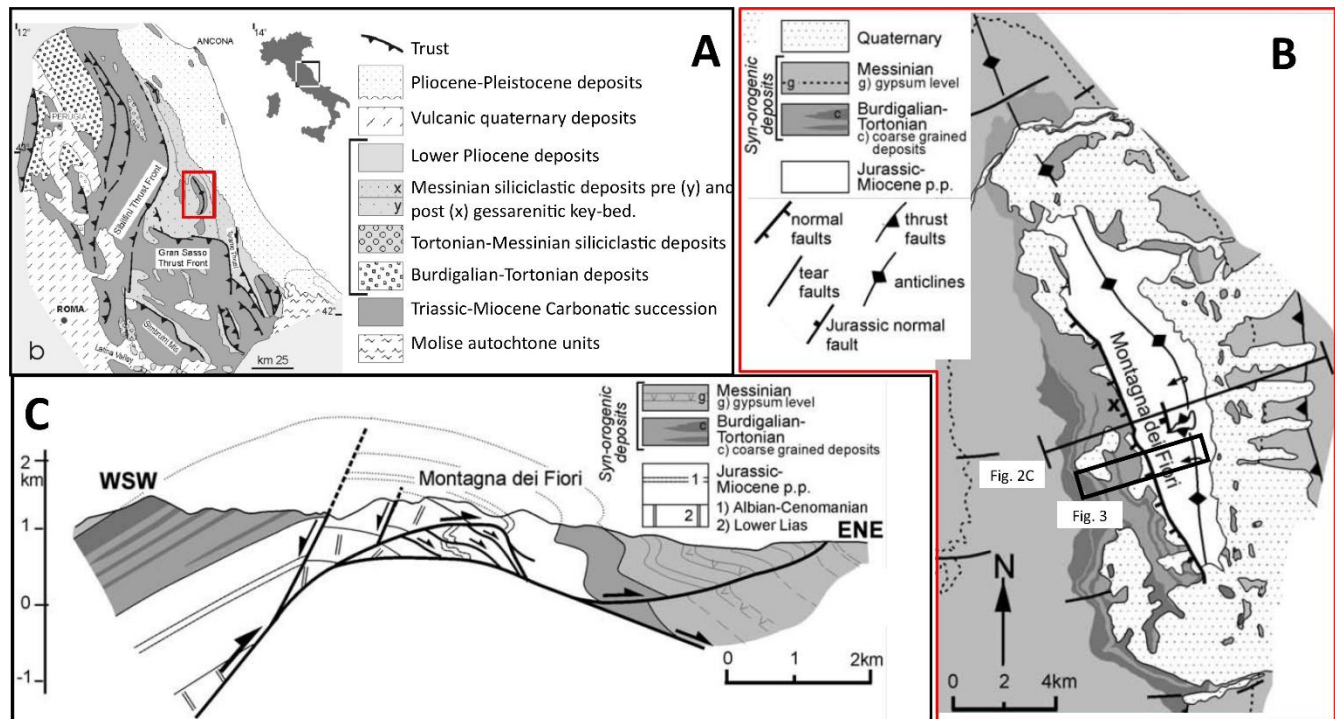 A
12°
14°
ANCONA
PERUGIA
43°
Sibillini Thrust Front
Gran Sasso
Thrust Front
ROMA
Simbruini Mts.
Latina Valley
42°
b
km 25
Trust
Pliocene-Pleistocene deposits
Vulcanic quaternary deposits
Lower Pliocene deposits
x
Messinian siliciclastic deposits pre (y) and
y
post (x) gessarenitic key-bed.
Tortonian-Messinian siliciclastic deposits
Burdigalian-Tortonian deposits
Triassic-Miocene Carbonatic succession
Molise autochtone units
B
Quaternary
Syn-orogenic
deposits
g
Messinian
g) gypsum level
c
Burdigalian-
Tortonian
c) coarse grained
deposits
Jurassic-
Miocene p.p.
normal
faults
thrust
faults
tear
faults
anticlines
Jurassic normal
fault
Montagna dei Fiori
x
Fig. 2C
Fig. 3
N
0 2 4km
C
Syn-orogenic
deposits
g
Messinian
g) gypsum level
c
Burdigalian-
Tortonian
c) coarse grained deposits
1
Jurassic-
Miocene p.p.
2
1) Albian-Cenomanian
2) Lower Lias
2
km
1
0
-1
WSW
Montagna dei Fiori
ENE
0 1 2km